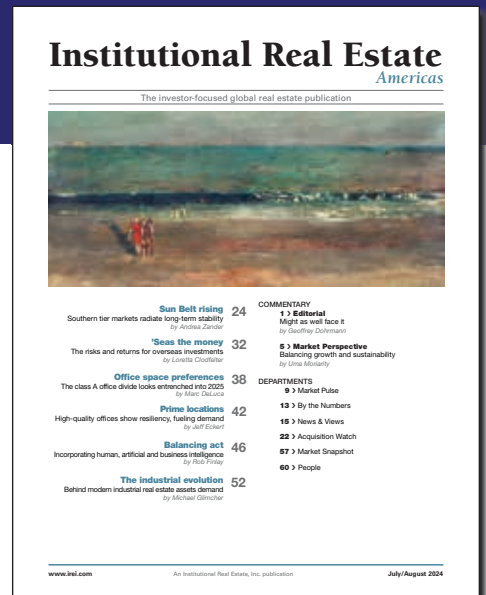 Institutional Real Estate
Americas
The investor-focused global real estate publication
Sun Belt rising 24
Southern tier markets radiate long-term stability
by Andrea Zander
'Seas the money 32
The risks and returns for overseas investments
by Loretta Clodfelter
Office space preferences 38
The class A office divide looks entrenched into 2025
by Marc DeLuca
Prime locations 42
High-quality offices show resiliency, fueling demand
by Jeff Eckert
Balancing act 46
Incorporating human, artificial and business intelligence
by Rob Finlay
The industrial evolution 52
Behind modern industrial real estate assets demand
by Michael Glimcher
COMMENTARY
1 › Editorial
Might as well face it
by Geoffrey Dohrmann
5 › Market Perspective
Balancing growth and sustainability
by Uma Moriarity
DEPARTMENTS
9 › Market Pulse
13 › By the Numbers
15 › News & Views
22 › Acquisition Watch
57 › Market Snapshot
60 › People
www.irei.com An Institutional Real Estate, Inc. publication July/August 2024